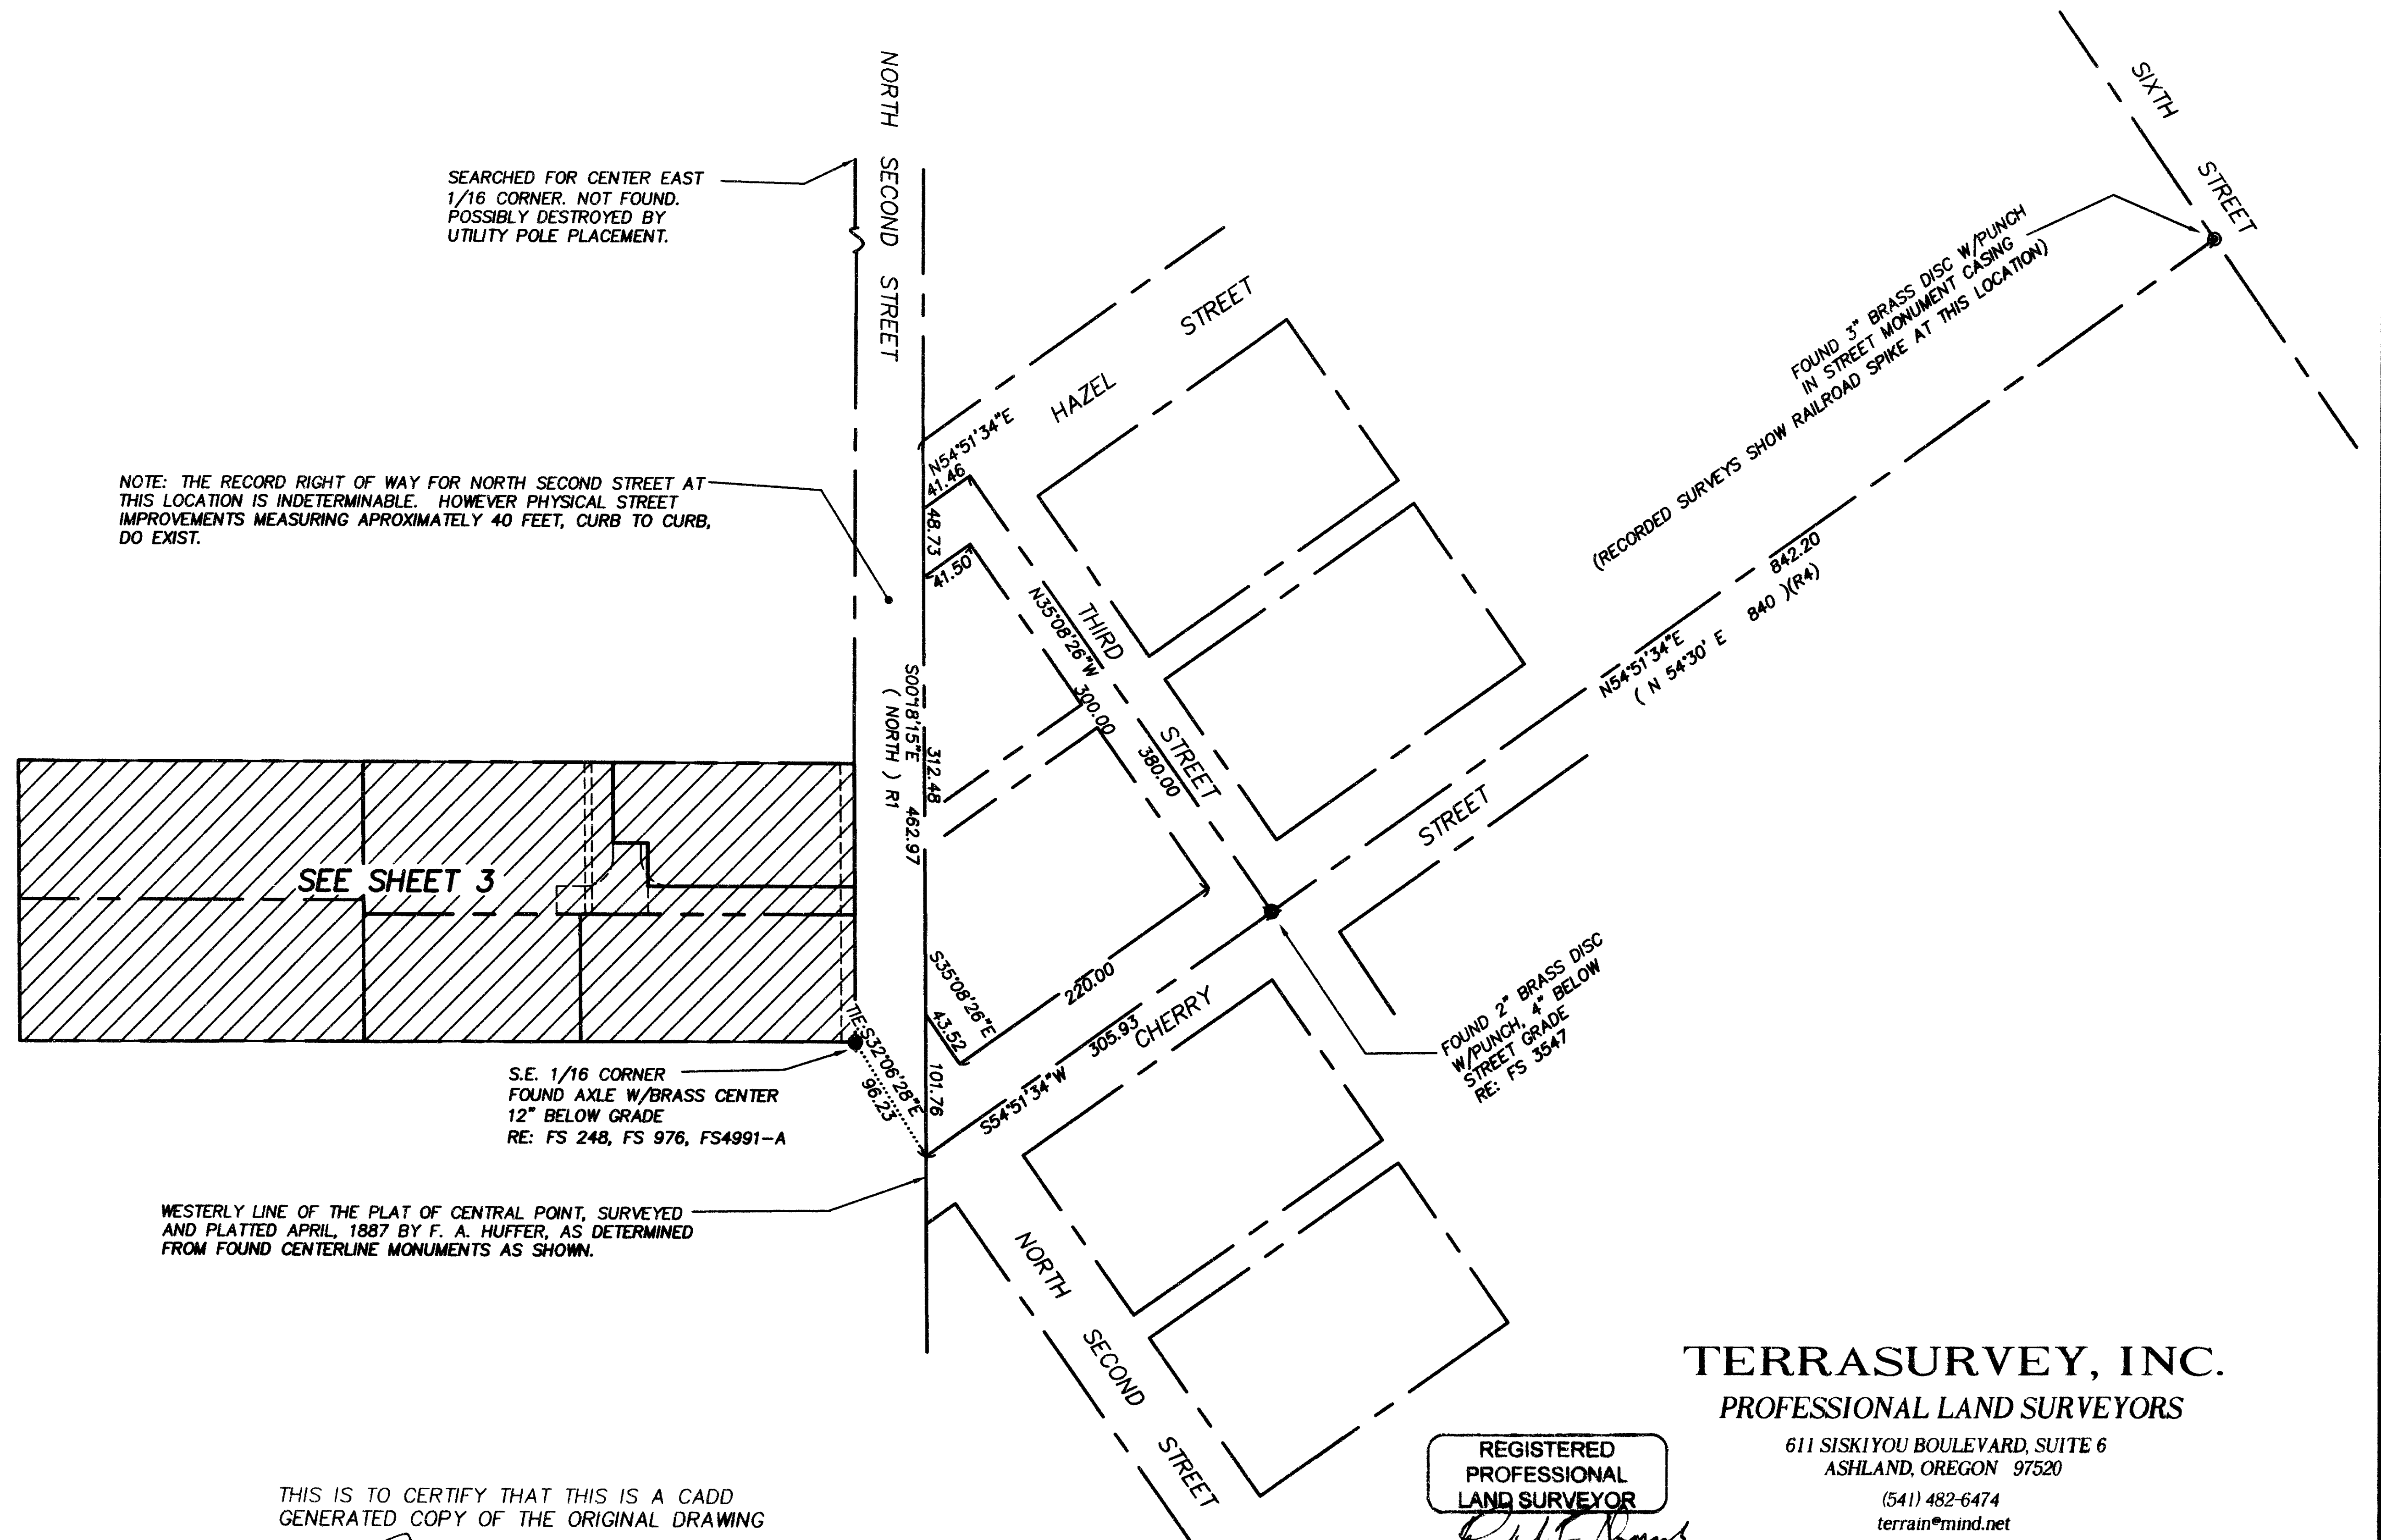 NORTH SECOND STREET
SIXTH STREET
SEARCHED FOR CENTER EAST
1/16 CORNER. NOT FOUND.
POSSIBLY DESTROYED BY
UTILITY POLE PLACEMENT.
HAZEL STREET
FOUND 3" BRASS DISC W/PUNCH
IN STREET MONUMENT CASING
(RECORDED SURVEYS SHOW RAILROAD SPIKE AT THIS LOCATION)
N54°51'34"E
41.46
48.73
41.50
NOTE: THE RECORD RIGHT OF WAY FOR NORTH SECOND STREET AT
THIS LOCATION IS INDETERMINABLE. HOWEVER PHYSICAL STREET
IMPROVEMENTS MEASURING APROXIMATELY 40 FEET, CURB TO CURB,
DO EXIST.
THIRD STREET
N35°08'26"W
300.00
380.00
N54°51'34"E
842.20
( N 54°30' E 840 )(R4)
S00°18'15"E 462.97
( NORTH ) R1
312.48
SEE SHEET 3
CHERRY STREET
S35°08'26"E
43.52
220.00
305.93
S54°51'34"W
101.76
TIE:S32°06'28"E
96.23
FOUND 2" BRASS DISC
W/PUNCH, 4" BELOW
STREET GRADE
RE: FS 3547
S.E. 1/16 CORNER
FOUND AXLE W/BRASS CENTER
12" BELOW GRADE
RE: FS 248, FS 976, FS4991-A
WESTERLY LINE OF THE PLAT OF CENTRAL POINT, SURVEYED
AND PLATTED APRIL, 1887 BY F. A. HUFFER, AS DETERMINED
FROM FOUND CENTERLINE MONUMENTS AS SHOWN.
NORTH SECOND STREET
THIS IS TO CERTIFY THAT THIS IS A CADD
GENERATED COPY OF THE ORIGINAL DRAWING
REGISTERED
PROFESSIONAL
LAND SURVEYOR
TERRASURVEY, INC.
PROFESSIONAL LAND SURVEYORS
611 SISKIYOU BOULEVARD, SUITE 6
ASHLAND, OREGON 97520
(541) 482-6474
terrain@mind.net